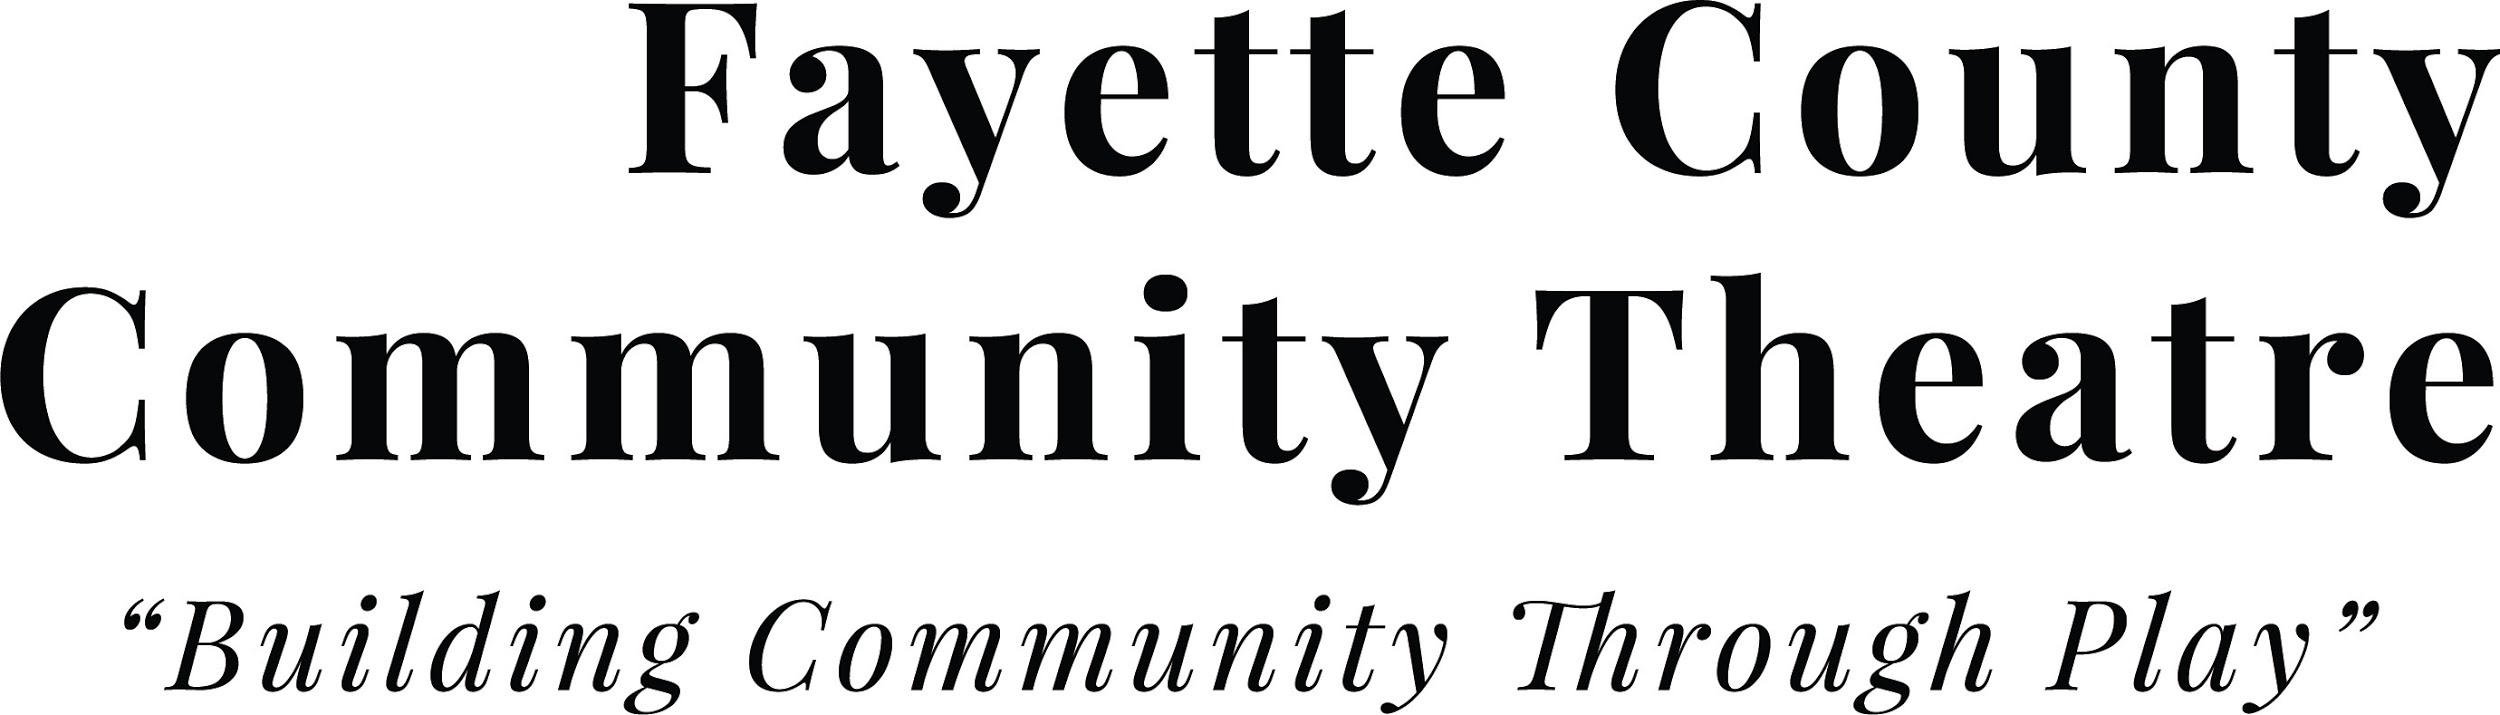 Fayette County
Community Theatre
“Building Community Through Play”